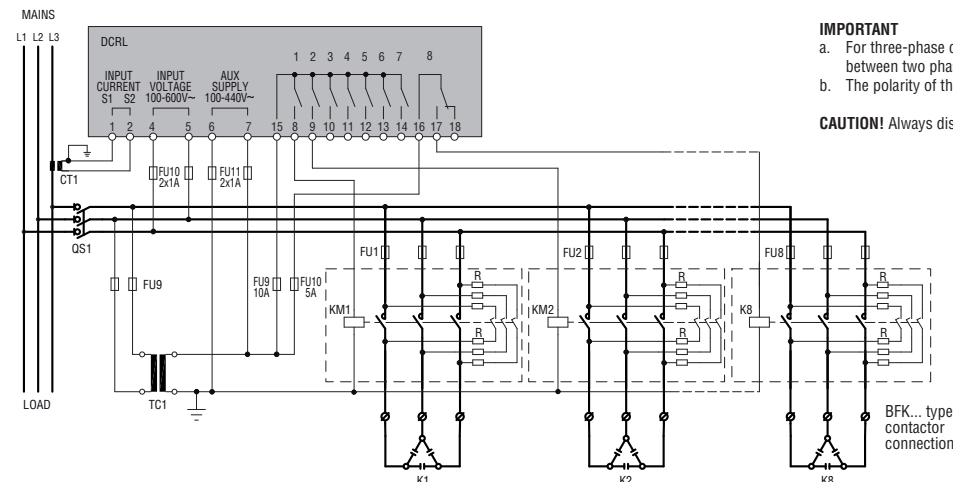 MAINS
L1 L2 L3
DCRL
INPUT CURRENT
S1 S2
INPUT VOLTAGE
100-600V~
AUX SUPPLY
100-440V~
1 2 3 4 5 6 7 8
1 2 4 5 6 7 15 8 9 10 11 12 13 14 16 17 18
CT1
FU10
2x1A
FU11
2x1A
QS1
FU9
FU9
10A
FU10
5A
FU1
FU2
FU8
KM1
R
R
KM2
R
R
K8
R
R
LOAD
TC1
K1
K2
K8
BFK... type
contactor
connection
IMPORTANT
a. For three-phase
between two
b. The polarity of
CAUTION! Always